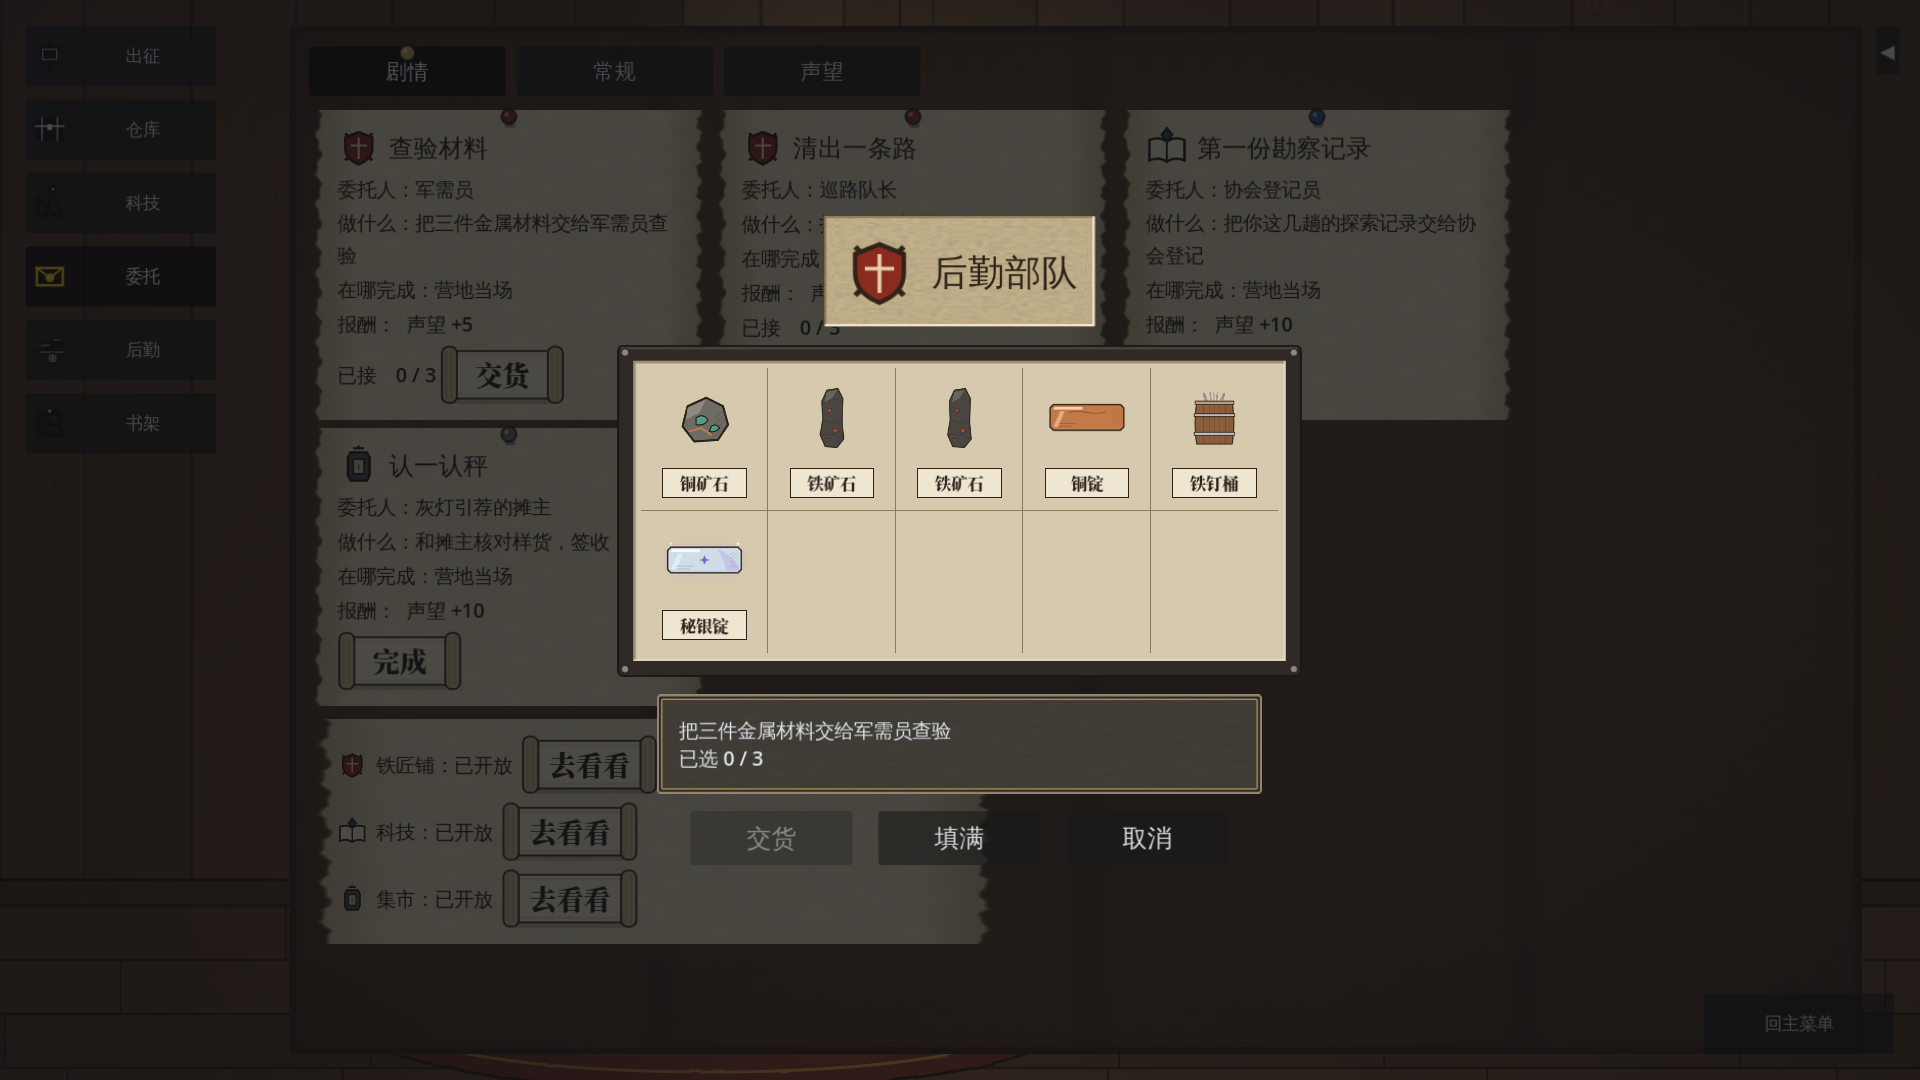 出征
仓库
科技
委托
后勤
书架
剧情
常规
声望
查验材料
委托人：军需员
做什么：把三件金属材料交给军需员查
验
在哪完成：营地当场
报酬： 声望 +5
已接 0 / 3
交货
清出一条路
委托人：巡路队长
做什么：
在哪完成
报酬：
已接 0 / 3
第一份勘察记录
委托人：协会登记员
做什么：把你这几趟的探索记录交给协
会登记
在哪完成：营地当场
报酬： 声望 +10
认一认秤
委托人：灰灯引荐的摊主
做什么：和摊主核对样货，签收
在哪完成：营地当场
报酬： 声望 +10
完成
铁匠铺：已开放
去看看
科技：已开放
去看看
集市：已开放
去看看
后勤部队
铜矿石
铁矿石
铁矿石
铜锭
铁钉桶
秘银锭
把三件金属材料交给军需员查验
已选 0 / 3
交货
填满
取消
回主菜单